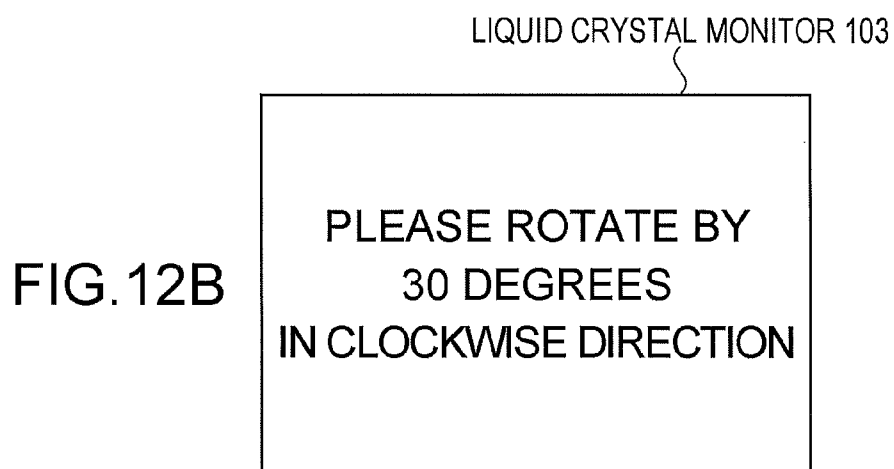 LIQUID CRYSTAL MONITOR 103
PLEASE ROTATE BY
30 DEGREES
IN CLOCKWISE DIRECTION
FIG.12B